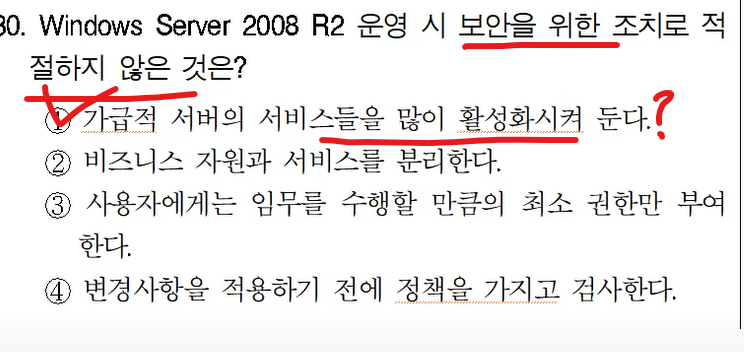 30. Windows Server 2008 R2 운영 시 보안을 위한 조치로 적
절하지 않은 것은?
① 가급적 서버의 서비스들을 많이 활성화시켜 둔다.?
② 비즈니스 자원과 서비스를 분리한다.
③ 사용자에게는 임무를 수행할 만큼의 최소 권한만 부여
한다.
④ 변경사항을 적용하기 전에 정책을 가지고 검사한다.